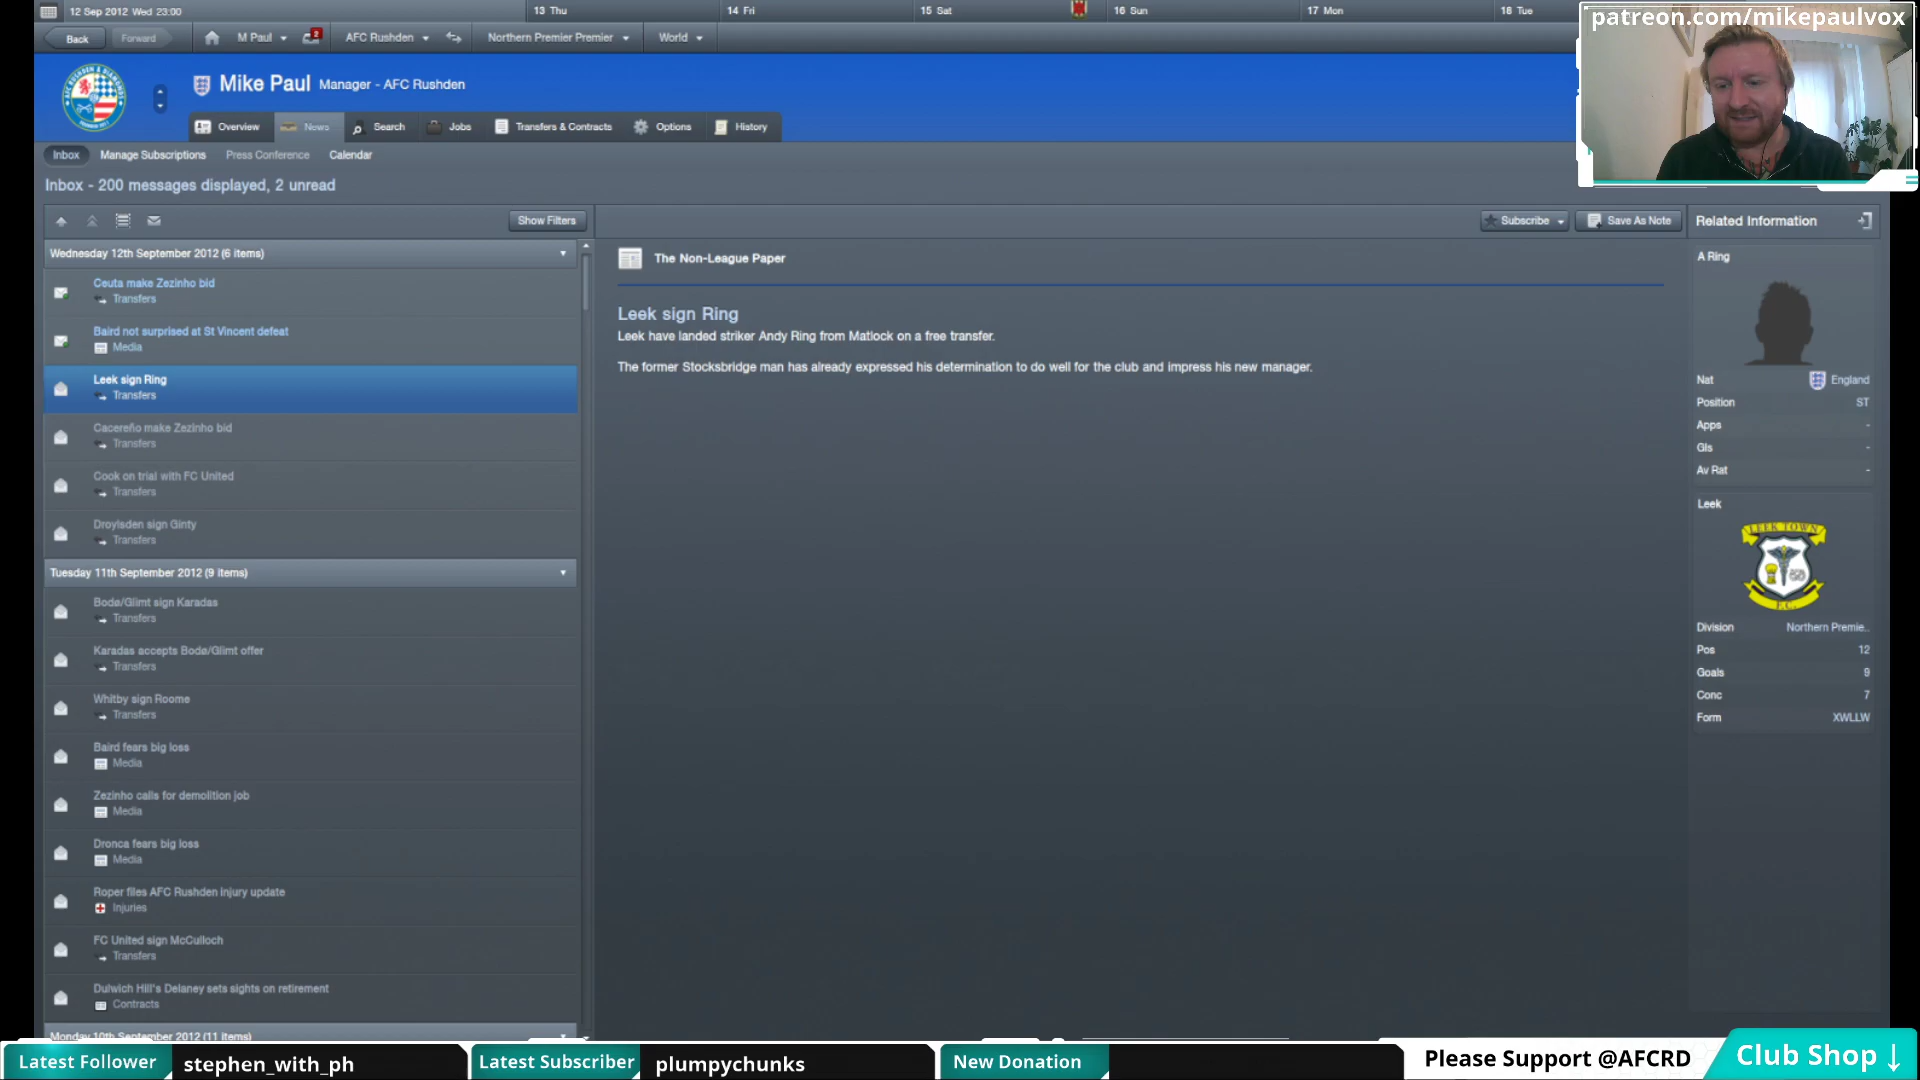 12 Sep 2012 Wed 23:00
13 Thu
14 Fri
15 Sat
16 Sun
17 Mon
18 Tue
patreon.com/mikepaulvox
Back
Forward
M Paul
2
AFC Rushden
Northern Premier Premier
World
Mike Paul Manager - AFC Rushden
Overview
News
Search
Jobs
Transfers & Contracts
Options
History
Inbox
Manage Subscriptions
Press Conference
Calendar
Inbox - 200 messages displayed, 2 unread
Show Filters
Subscribe
Save As Note
Related Information
Wednesday 12th September 2012 (6 items)
Ceuta make Zezinho bid
Transfers
Baird not surprised at St Vincent defeat
Media
Leek sign Ring
Transfers
Cacereño make Zezinho bid
Transfers
Cook on trial with FC United
Transfers
Droylsden sign Ginty
Transfers
Tuesday 11th September 2012 (9 items)
Bodø/Glimt sign Karadas
Transfers
Karadas accepts Bodø/Glimt offer
Transfers
Whitby sign Roome
Transfers
Baird fears big loss
Media
Zezinho calls for demolition job
Media
Dronca fears big loss
Media
Roper files AFC Rushden injury update
Injuries
FC United sign McCulloch
Transfers
Dulwich Hill's Delaney sets sights on retirement
Contracts
Monday 10th September 2012 (11 items)
The Non-League Paper
Leek sign Ring
Leek have landed striker Andy Ring from Matlock on a free transfer.
The former Stocksbridge man has already expressed his determination to do well for the club and impress his new manager.
A Ring
Nat England
Position ST
Apps -
Gls -
Av Rat -
Leek
LEEK TOWN
F.C.
Division Northern Premie..
Pos 12
Goals 9
Conc 7
Form XWLLW
Latest Follower
stephen_with_ph
Latest Subscriber
plumpychunks
New Donation
Please Support @AFCRD
Club Shop ↓